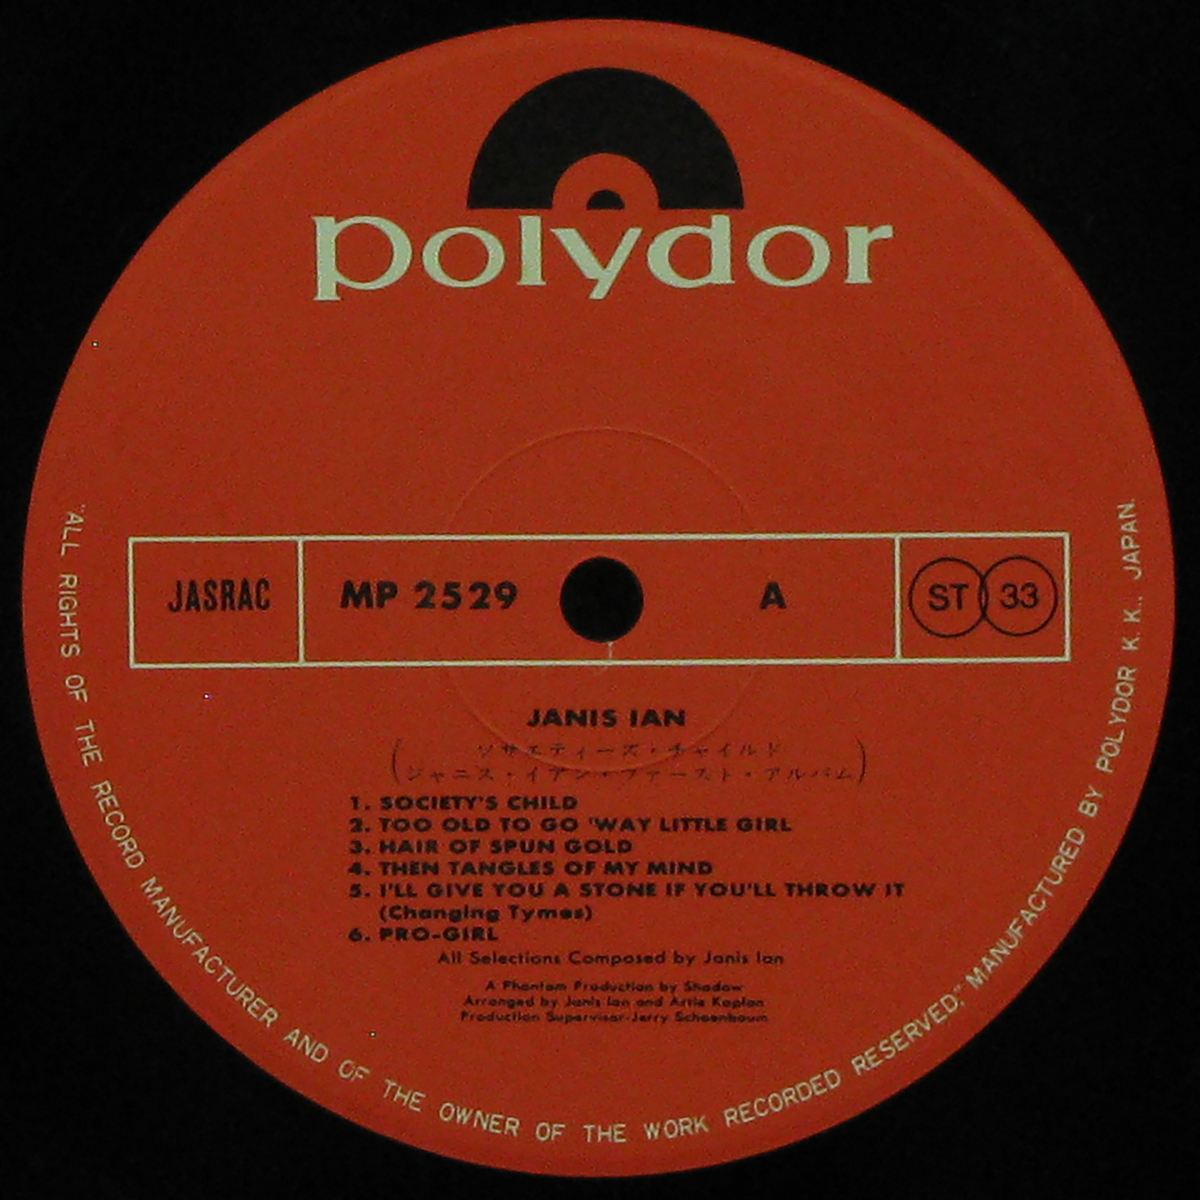 polydor
JASRAC
MP 2529
A
ST 33
JANIS IAN
(ソサエティーズ・チャイルド
ジャニス・イアン・ファースト・アルバム)
1. SOCIETY'S CHILD
2. TOO OLD TO GO 'WAY LITTLE GIRL
3. HAIR OF SPUN GOLD
4. THEN TANGLES OF MY MIND
5. I'LL GIVE YOU A STONE IF YOU'LL THROW IT
(Changing Tymes)
6. PRO-GIRL
All Selections Composed by Janis Ian
A Phantom Production by Shadow
Arranged by Janis Ian and Artie Kaplan
Production Supervisor-Jerry Schoenbaum
"ALL RIGHTS OF THE RECORD MANUFACTURER AND OF THE OWNER OF THE WORK RECORDED RESERVED," MANUFACTURED BY POLYDOR K. K., JAPAN.